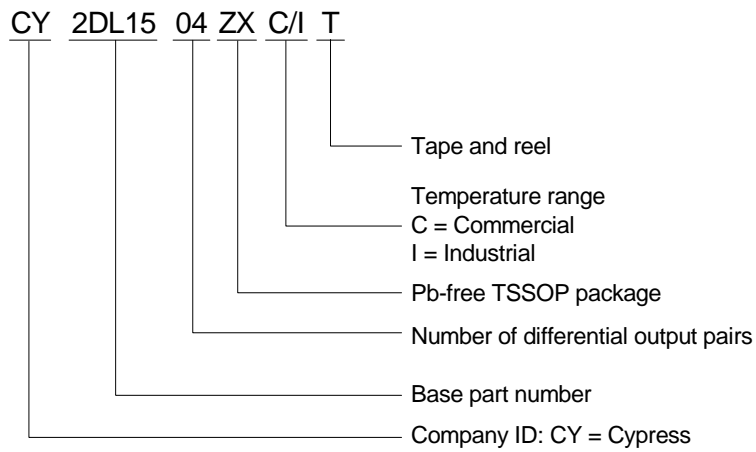 CY 2DL15 04 ZX C/I T
Tape and reel
Temperature range
C = Commercial
I = Industrial
Pb-free TSSOP package
Number of differential output pairs
Base part number
Company ID: CY = Cypress